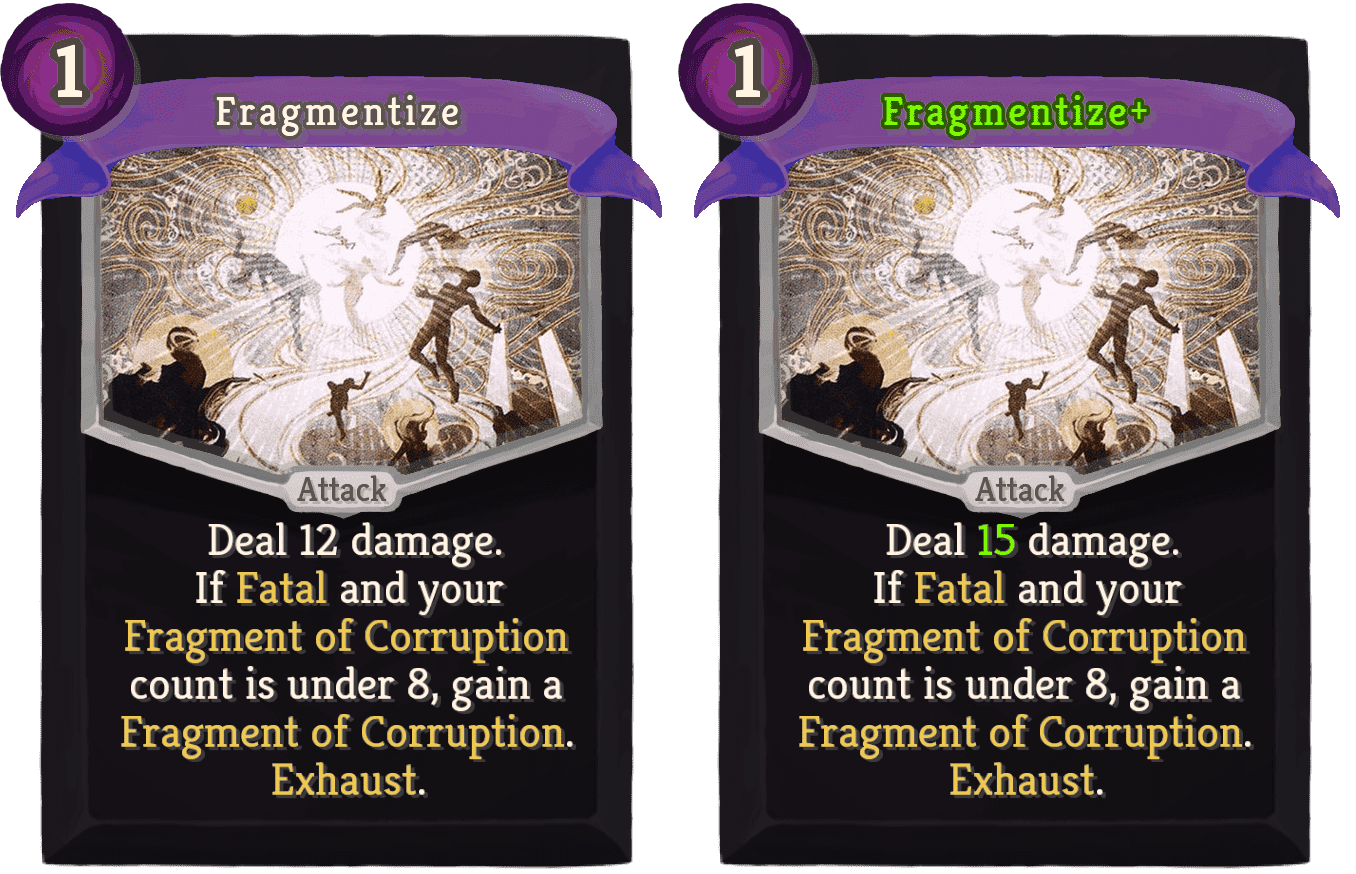 1
Fragmentize
Attack
Deal 12 damage.
If Fatal and your
Fragment of Corruption
count is under 8, gain a
Fragment of Corruption.
Exhaust.
1
Fragmentize+
Attack
Deal 15 damage.
If Fatal and your
Fragment of Corruption
count is under 8, gain a
Fragment of Corruption.
Exhaust.